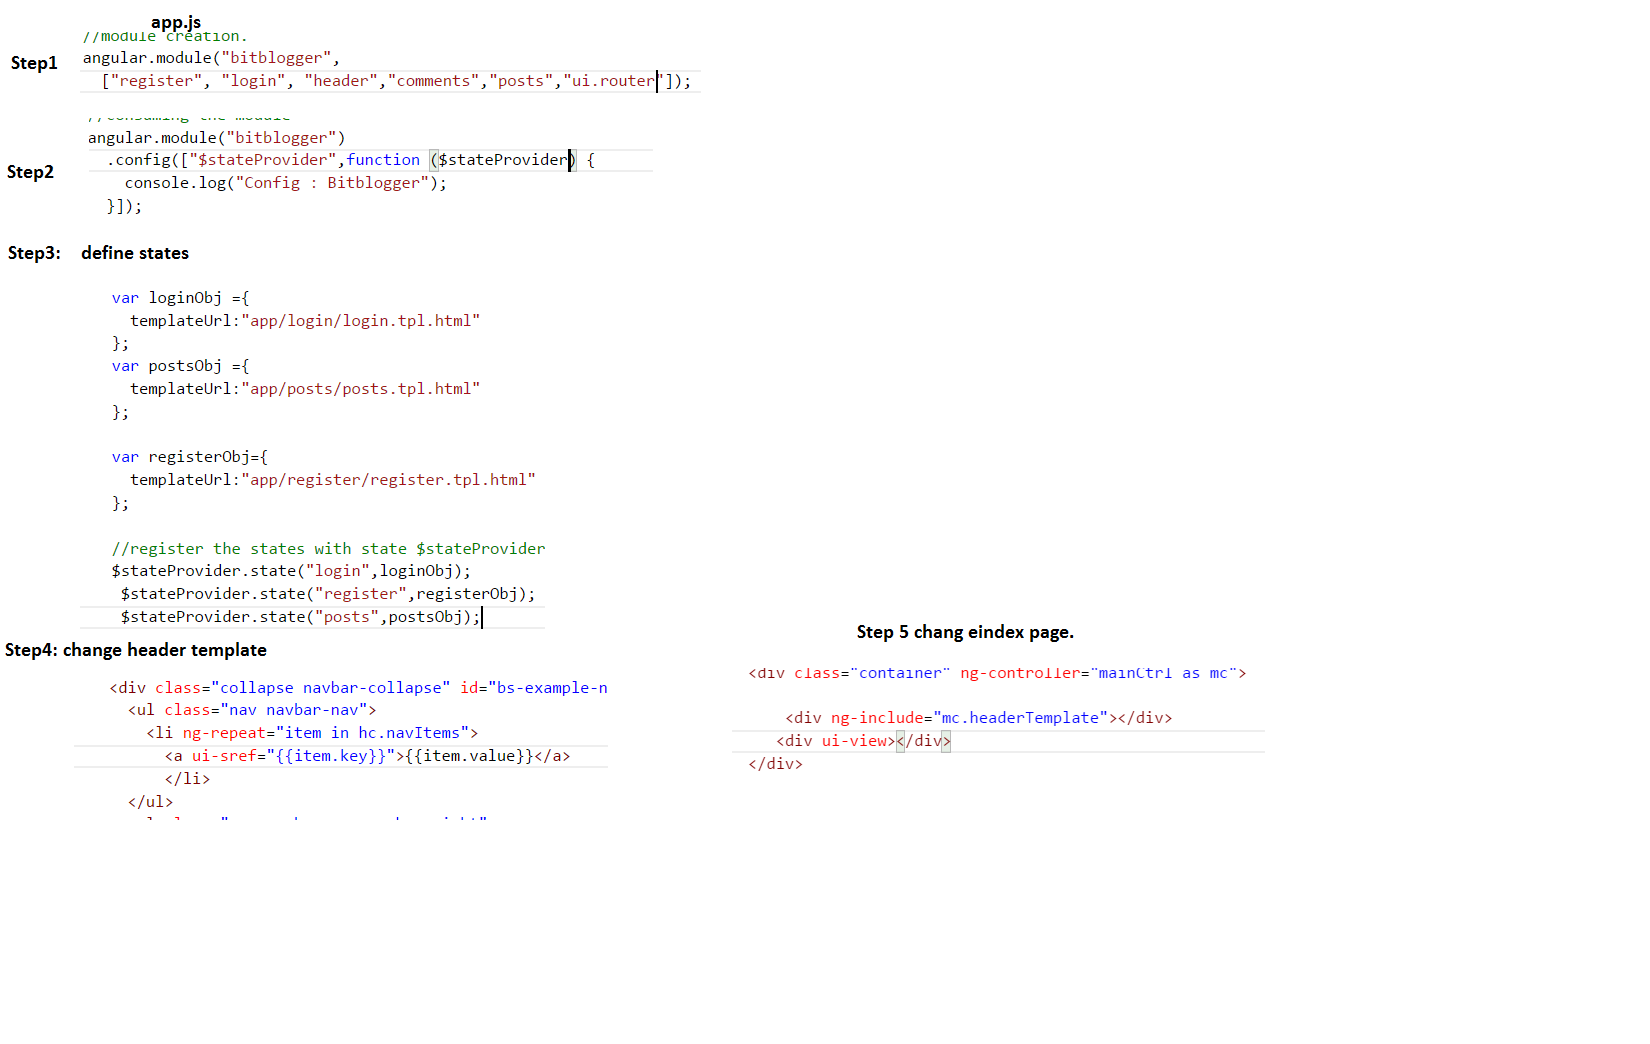 app.js
//module creation.
Step1
angular.module("bitblogger",
["register", "login", "header","comments","posts","ui.router"]);
//consuming the module
angular.module("bitblogger")
Step2
.config(["$stateProvider",function ($stateProvider) {
console.log("Config : Bitblogger");
}]);
Step3: define states
var loginObj ={
templateUrl:"app/login/login.tpl.html"
};
var postsObj ={
templateUrl:"app/posts/posts.tpl.html"
};
var registerObj={
templateUrl:"app/register/register.tpl.html"
};
//register the states with state $stateProvider
$stateProvider.state("login",loginObj);
$stateProvider.state("register",registerObj);
$stateProvider.state("posts",postsObj);
Step4: change header template
<div class="collapse navbar-collapse" id="bs-example-n
<ul class="nav navbar-nav">
<li ng-repeat="item in hc.navItems">
<a ui-sref="{{item.key}}">{{item.value}}</a>
</li>
</ul>
Step 5 chang eindex page.
<div class="container" ng-controller="mainCtrl as mc">
<div ng-include="mc.headerTemplate"></div>
<div ui-view></div>
</div>